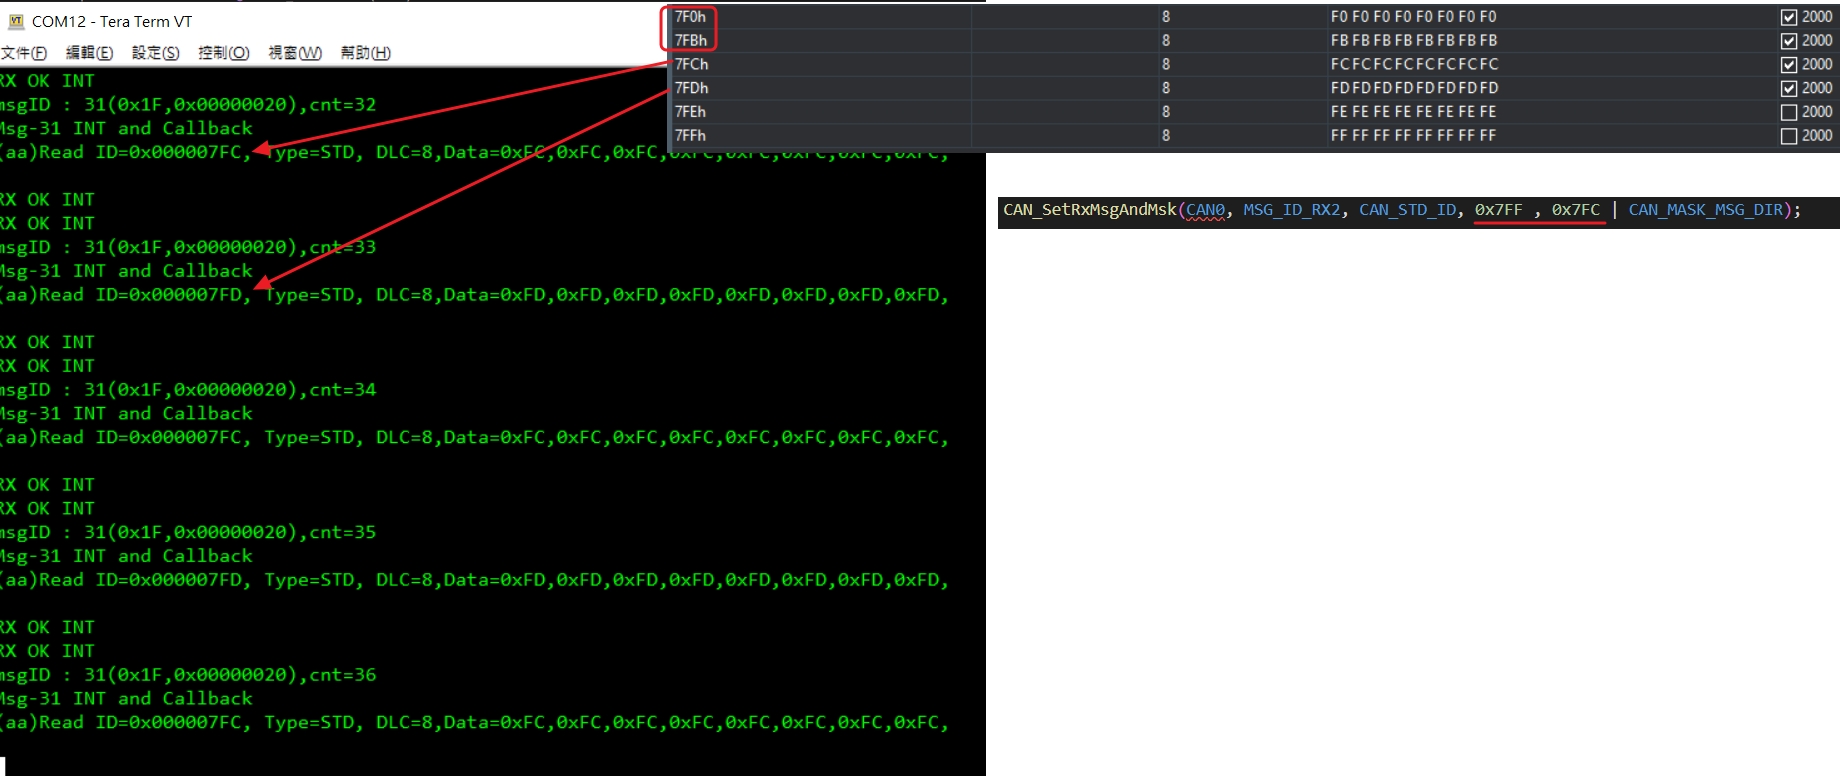 COM12 - Tera Term VT
文件(F) 編輯(E) 設定(S) 控制(O) 視窗(W) 幫助(H)
RX OK INT
msgID : 31(0x1F,0x00000020),cnt=32
Msg-31 INT and Callback
(aa)Read ID=0x000007FC, Type=STD, DLC=8,Data=0xFC,0xFC,0xFC,0xFC,0xFC,0xFC,0xFC,0xFC,
RX OK INT
RX OK INT
msgID : 31(0x1F,0x00000020),cnt=33
Msg-31 INT and Callback
(aa)Read ID=0x000007FD, Type=STD, DLC=8,Data=0xFD,0xFD,0xFD,0xFD,0xFD,0xFD,0xFD,0xFD,
RX OK INT
RX OK INT
msgID : 31(0x1F,0x00000020),cnt=34
Msg-31 INT and Callback
(aa)Read ID=0x000007FC, Type=STD, DLC=8,Data=0xFC,0xFC,0xFC,0xFC,0xFC,0xFC,0xFC,0xFC,
RX OK INT
RX OK INT
msgID : 31(0x1F,0x00000020),cnt=35
Msg-31 INT and Callback
(aa)Read ID=0x000007FD, Type=STD, DLC=8,Data=0xFD,0xFD,0xFD,0xFD,0xFD,0xFD,0xFD,0xFD,
RX OK INT
RX OK INT
msgID : 31(0x1F,0x00000020),cnt=36
Msg-31 INT and Callback
(aa)Read ID=0x000007FC, Type=STD, DLC=8,Data=0xFC,0xFC,0xFC,0xFC,0xFC,0xFC,0xFC,0xFC,
7F0h 8 F0 F0 F0 F0 F0 F0 F0 F0 2000
7FBh 8 FB FB FB FB FB FB FB FB 2000
7FCh 8 FC FC FC FC FC FC FC FC 2000
7FDh 8 FD FD FD FD FD FD FD FD 2000
7FEh 8 FE FE FE FE FE FE FE FE 2000
7FFh 8 FF FF FF FF FF FF FF FF 2000
CAN_SetRxMsgAndMsk(CAN0, MSG_ID_RX2, CAN_STD_ID, 0x7FF , 0x7FC | CAN_MASK_MSG_DIR);